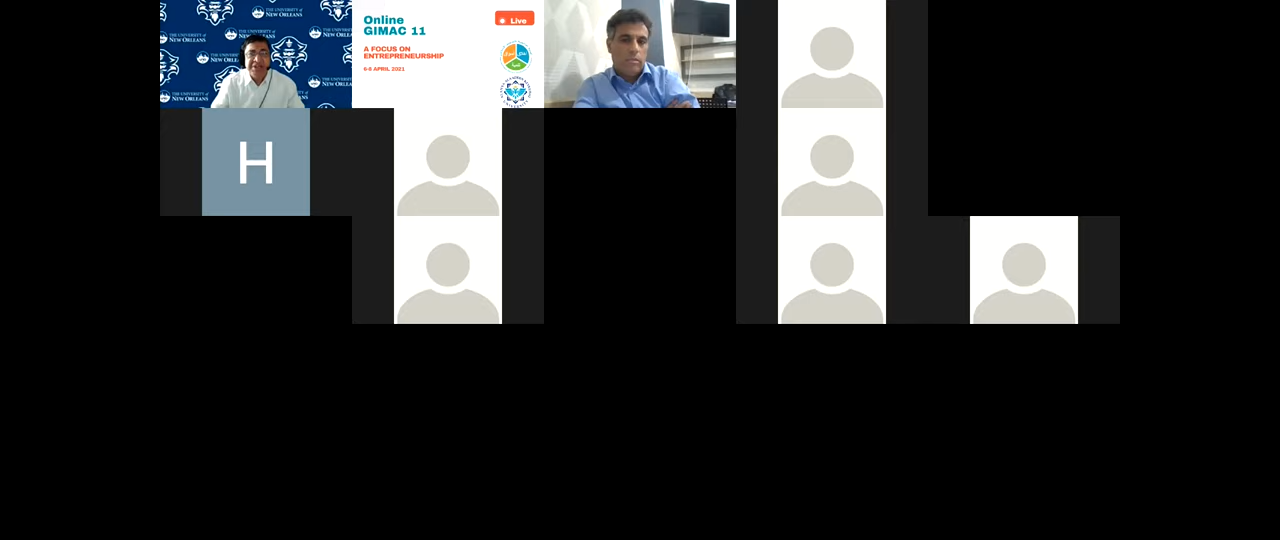 THE UNIVERSITY of
NEW ORLEANS
Online
GIMAC 11
Live
A FOCUS ON
ENTREPRENEURSHIP
6-8 APRIL 2021
H